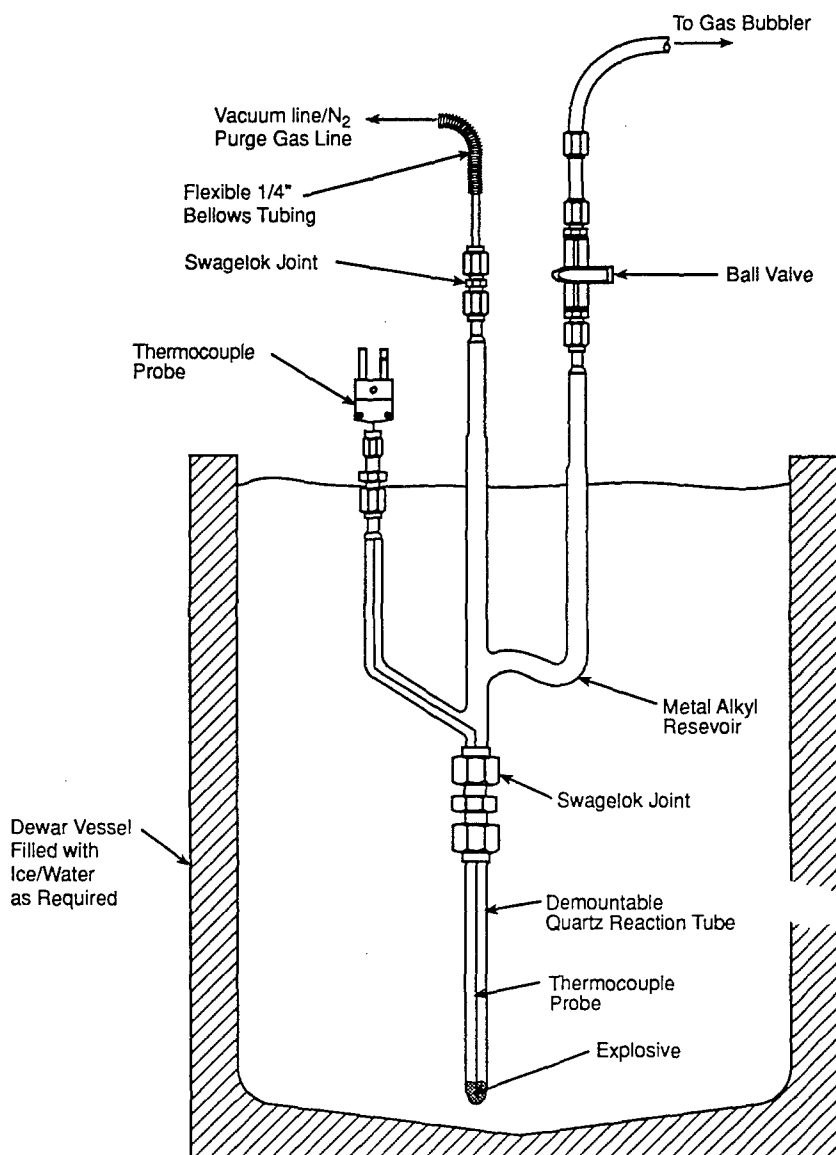 To Gas Bubbler
Vacuum line/N2
Purge Gas Line
Flexible 1/4"
Bellows Tubing
Swagelok Joint
Ball Valve
Thermocouple
Probe
Metal Alkyl
Resevoir
Swagelok Joint
Dewar Vessel
Filled with
Ice/Water
as Required
Demountable
Quartz Reaction Tube
Thermocouple
Probe
Explosive